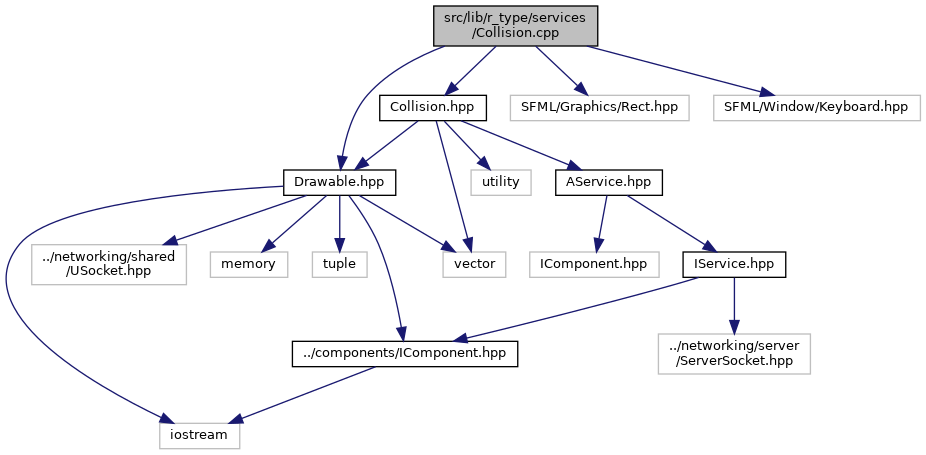 src/lib/r_type/services
/Collision.cpp
Collision.hpp
SFML/Graphics/Rect.hpp
SFML/Window/Keyboard.hpp
Drawable.hpp
utility
AService.hpp
../networking/shared
/USocket.hpp
memory
tuple
vector
IComponent.hpp
IService.hpp
../components/IComponent.hpp
../networking/server
/ServerSocket.hpp
iostream